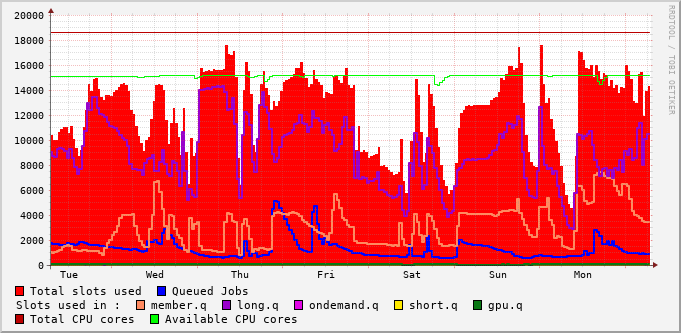 20000
18000
16000
14000
12000
10000
8000
6000
4000
2000
0
Tue Wed Thu Fri Sat Sun Mon
RRDTOOL / TOBI OETIKER
Total slots used Queued Jobs
Slots used in : member.q long.q ondemand.q short.q gpu.q
Total CPU cores Available CPU cores